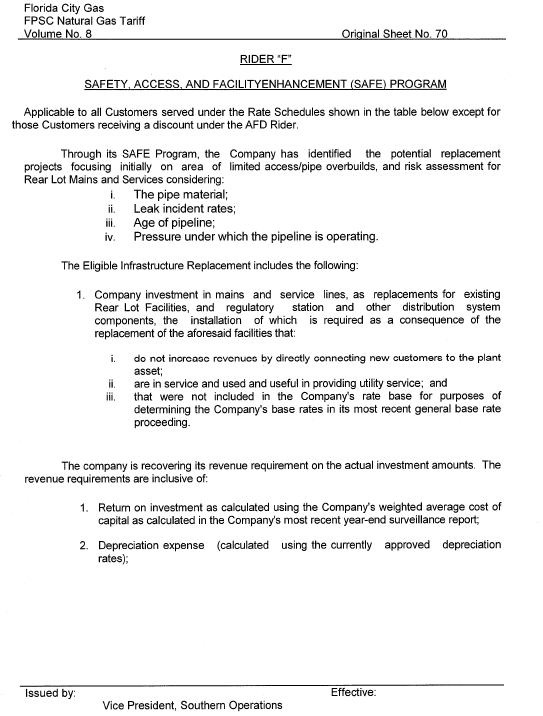 Florida City Gas
FPSC Natural Gas Tariff
Volume No. 8 Original Sheet No. 70
RIDER "F"
SAFETY, ACCESS, AND FACILITYENHANCEMENT (SAFE) PROGRAM
Applicable to all Customers served under the Rate Schedules shown in the table below except for
those Customers receiving a discount under the AFD Rider.
Through its SAFE Program, the Company has identified the potential replacement
projects focusing initially on area of limited access/pipe overbuilds, and risk assessment for
Rear Lot Mains and Services considering:
i. The pipe material;
ii. Leak incident rates;
iii. Age of pipeline;
iv. Pressure under which the pipeline is operating.
The Eligible Infrastructure Replacement includes the following:
1. Company investment in mains and service lines, as replacements for existing
Rear Lot Facilities, and regulatory station and other distribution system
components, the installation of which is required as a consequence of the
replacement of the aforesaid facilities that:
i. do not increase revenues by directly connecting new customers to the plant
asset;
ii. are in service and used and useful in providing utility service; and
iii. that were not included in the Company's rate base for purposes of
determining the Company's base rates in its most recent general base rate
proceeding.
The company is recovering its revenue requirement on the actual investment amounts. The
revenue requirements are inclusive of:
1. Return on investment as calculated using the Company's weighted average cost of
capital as calculated in the Company's most recent year-end surveillance report;
2. Depreciation expense (calculated using the currently approved depreciation
rates);
Issued by: Effective:
Vice President, Southern Operations